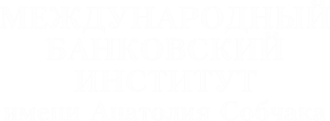 МЕЖДУНАРОДНЫЙ
БАНКОВСКИЙ
ИНСТИТУТ
имени Анатолия Собчака